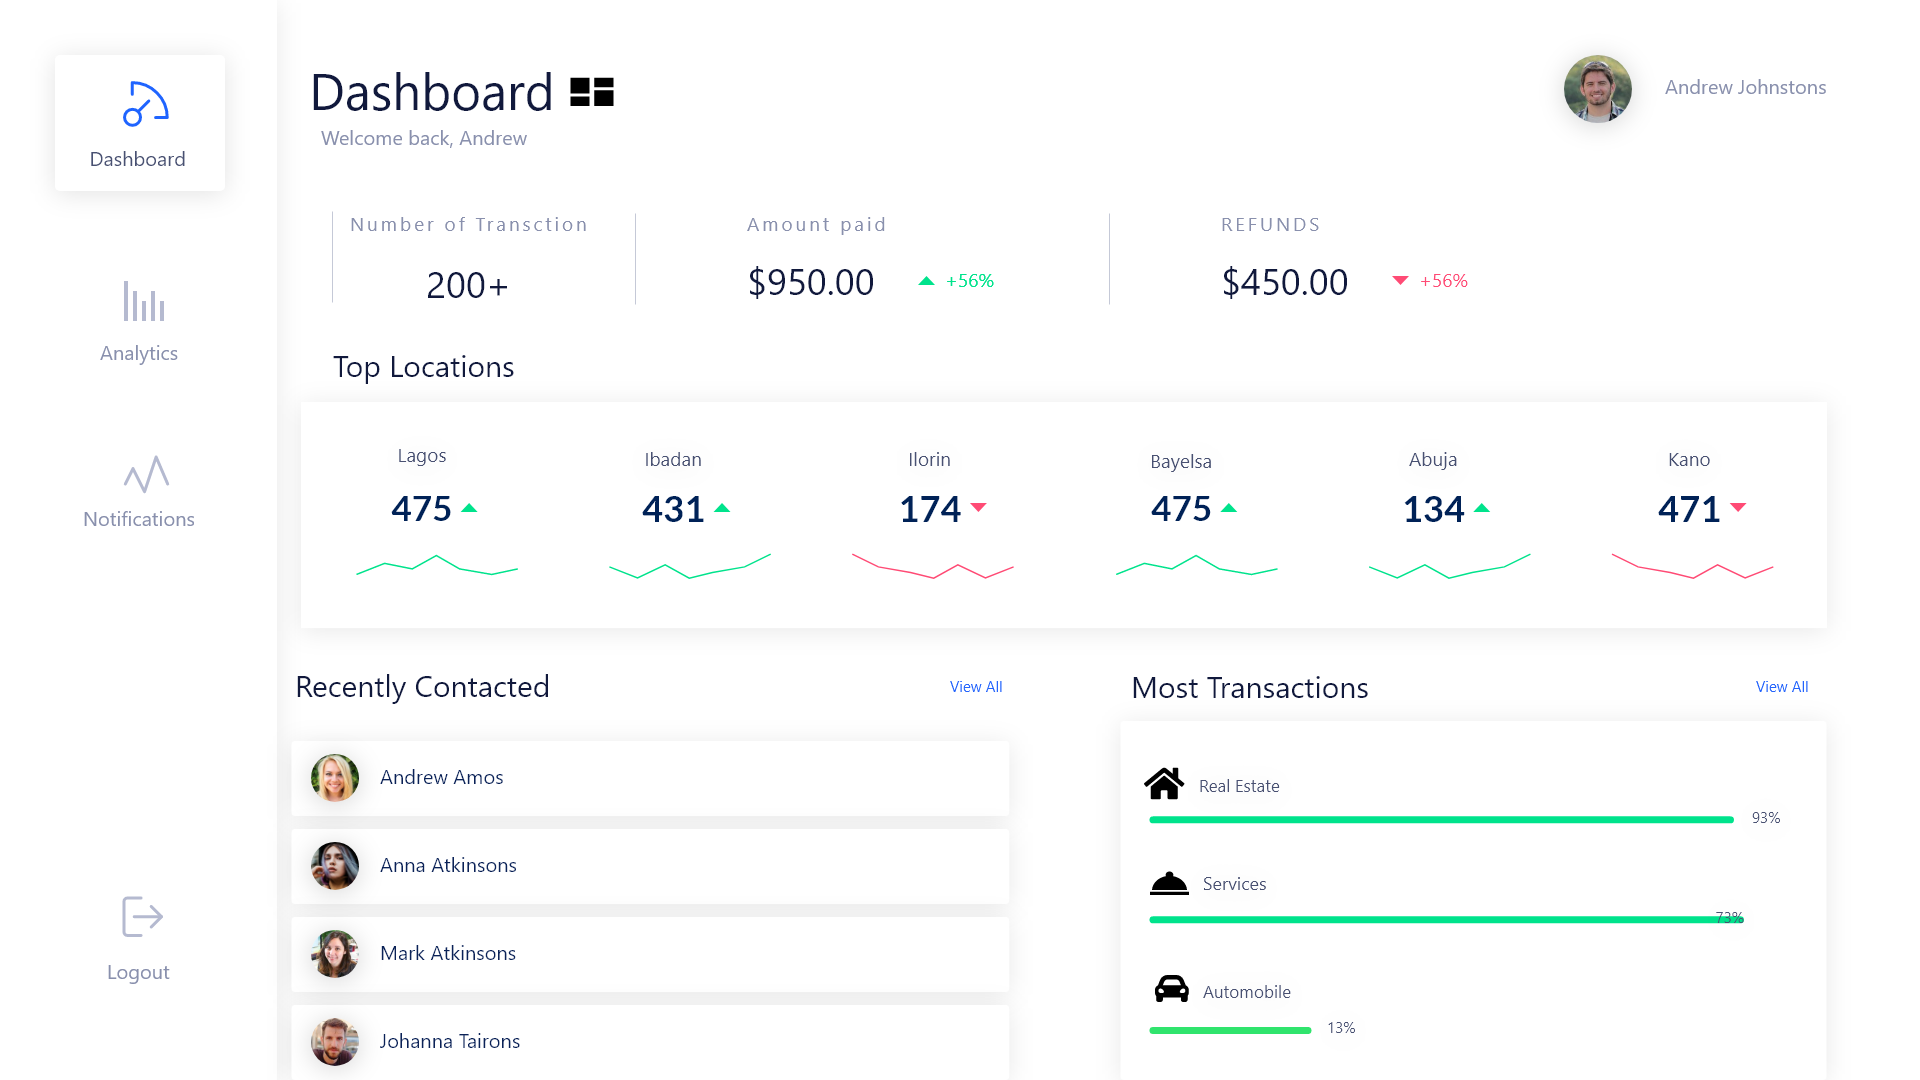 Dashboard
Analytics
Notifications
Logout
Dashboard
Welcome back, Andrew
Andrew Johnstons
Number of Transction
200+
Amount paid
$950.00 +56%
REFUNDS
$450.00 +56%
Top Locations
Lagos
475
Ibadan
431
Ilorin
174
Bayelsa
475
Abuja
134
Kano
471
Recently Contacted View All
Andrew Amos
Anna Atkinsons
Mark Atkinsons
Johanna Tairons
Most Transactions View All
Real Estate
93%
Services
73%
Automobile
13%